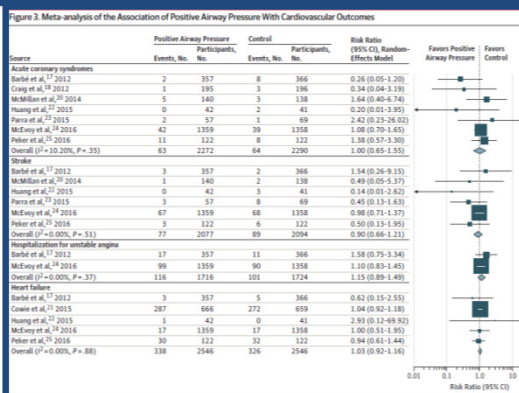 Figure 3. Meta-analysis of the Association of Positive Airway Pressure With Cardiovascular Outcomes
Positive Airway Pressure Control
Source Events, No. Participants, No. Events, No. Participants, No. Risk Ratio (95% CI), Random-Effects Model Favors Positive Airway Pressure Favors Control
Acute coronary syndromes
Barbé et al,17 2012 2 357 8 366 0.26 (0.05-1.20)
Craig et al,18 2012 1 195 3 196 0.34 (0.04-3.19)
McMillan et al,20 2014 5 140 3 138 1.64 (0.40-6.74)
Huang et al,22 2015 0 42 2 41 0.20 (0.01-3.95)
Parra et al,23 2015 2 57 1 69 2.42 (0.23-26.02)
McEvoy et al,24 2016 42 1359 39 1358 1.08 (0.70-1.65)
Peker et al,25 2016 11 122 8 122 1.38 (0.57-3.30)
Overall (I²=10.20%, P=.35) 63 2272 64 2290 1.00 (0.65-1.55)
Stroke
Barbé et al,17 2012 3 357 2 366 1.54 (0.26-9.15)
McMillan et al,20 2014 1 140 2 138 0.49 (0.05-5.37)
Huang et al,22 2015 0 42 3 41 0.14 (0.01-2.62)
Parra et al,23 2015 3 57 8 69 0.45 (0.13-1.63)
McEvoy et al,24 2016 67 1359 68 1358 0.98 (0.71-1.37)
Peker et al,25 2016 3 122 6 122 0.50 (0.13-1.95)
Overall (I²=0.00%, P=.51) 77 2077 89 2094 0.90 (0.66-1.21)
Hospitalization for unstable angina
Barbé et al,17 2012 17 357 11 366 1.58 (0.75-3.34)
McEvoy et al,24 2016 99 1359 90 1358 1.10 (0.83-1.45)
Overall (I²=0.00%, P=.37) 116 1716 101 1724 1.15 (0.89-1.49)
Heart failure
Barbé et al,17 2012 3 357 5 366 0.62 (0.15-2.55)
Cowie et al,21 2015 287 666 272 659 1.04 (0.92-1.18)
Huang et al,22 2015 1 42 0 41 2.93 (0.12-69.92)
McEvoy et al,24 2016 17 1359 17 1358 1.00 (0.51-1.95)
Peker et al,25 2016 30 122 32 122 0.94 (0.61-1.44)
Overall (I²=0.00%, P=.88) 338 2546 326 2546 1.03 (0.92-1.16)
0.01 0.1 1.0 10
Risk Ratio (95% CI)